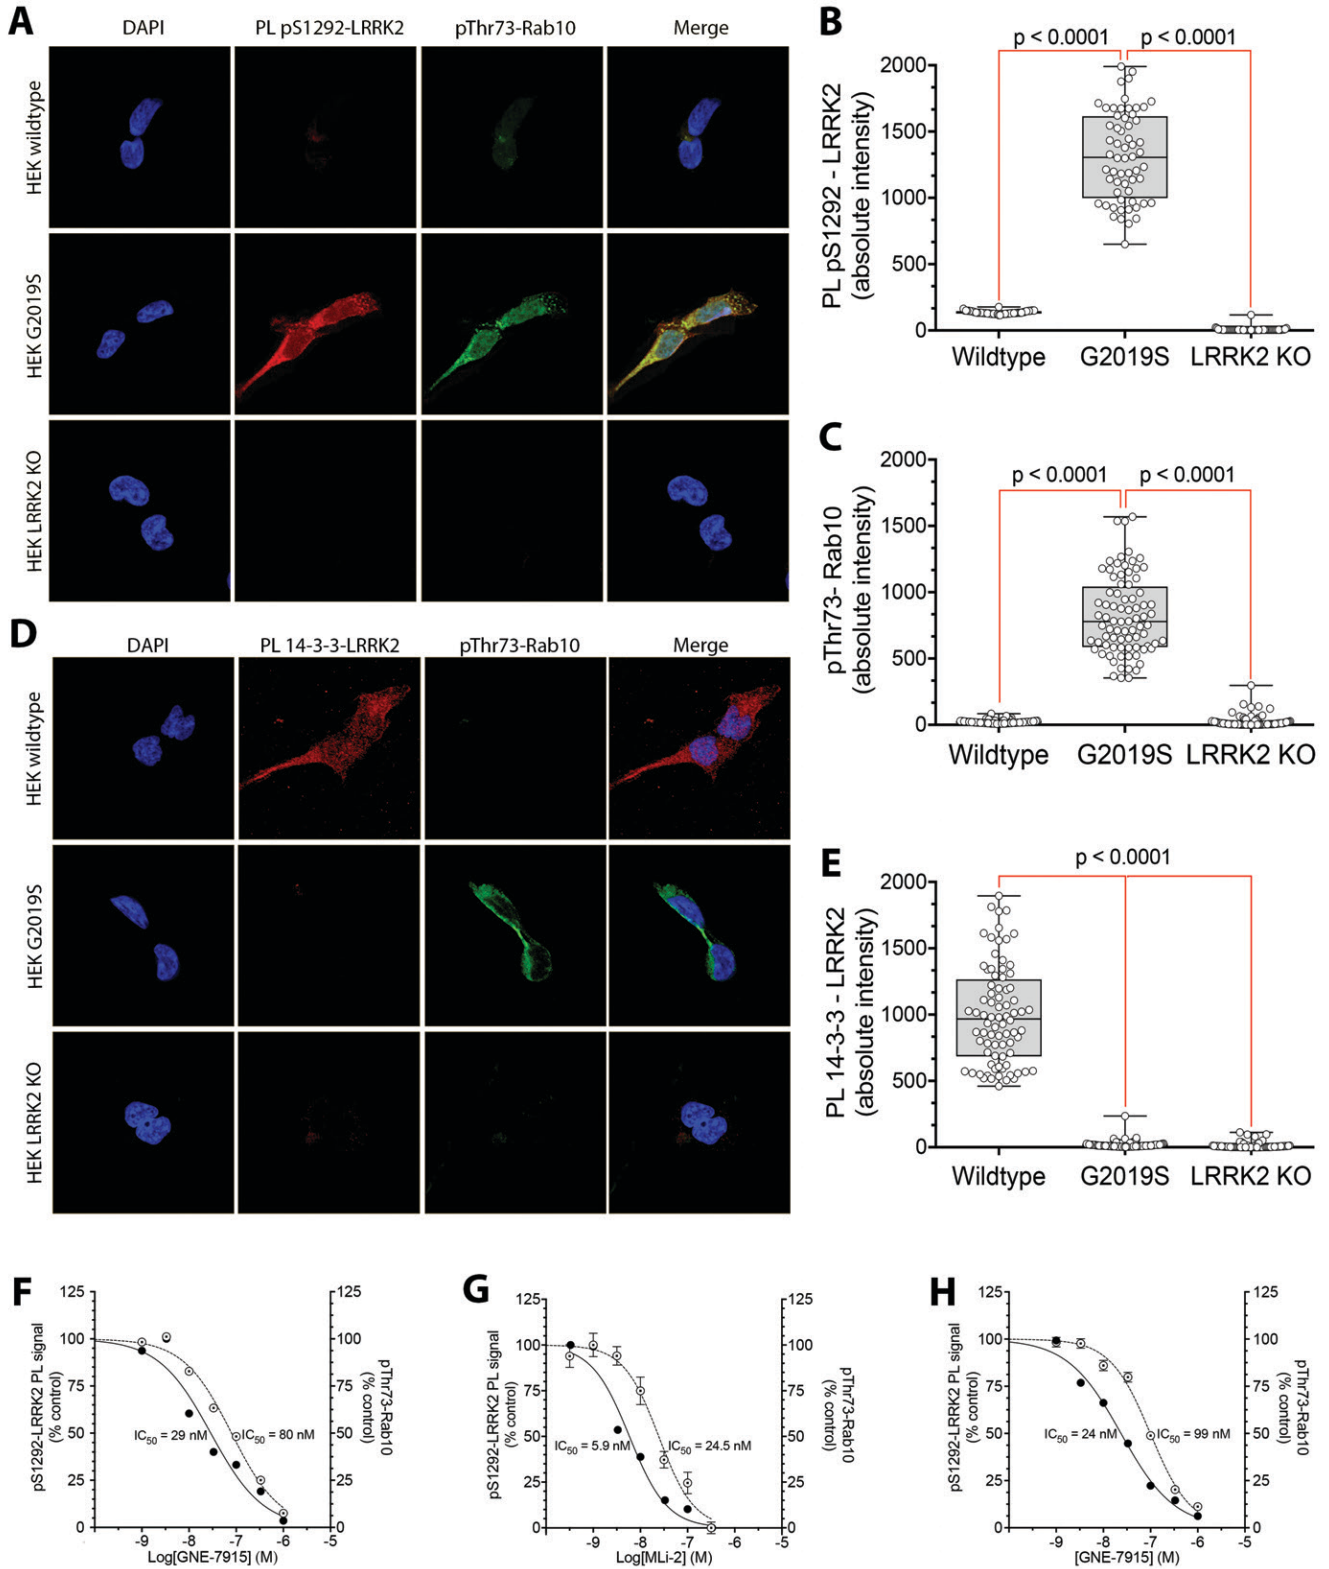 A
DAPI
PL pS1292-LRRK2
pThr73-Rab10
Merge
HEK wildtype
HEK G2019S
HEK LRRK2 KO
B
p < 0.0001
p < 0.0001
PL pS1292 - LRRK2
(absolute intensity)
2000
1500
1000
500
0
Wildtype
G2019S
LRRK2 KO
C
p < 0.0001
p < 0.0001
pThr73- Rab10
(absolute intensity)
2000
1500
1000
500
0
Wildtype
G2019S
LRRK2 KO
D
DAPI
PL 14-3-3-LRRK2
pThr73-Rab10
Merge
HEK wildtype
HEK G2019S
HEK LRRK2 KO
E
p < 0.0001
PL 14-3-3 - LRRK2
(absolute intensity)
2000
1500
1000
500
0
Wildtype
G2019S
LRRK2 KO
F
pS1292-LRRK2 PL signal
(% control)
125
100
75
50
25
0
IC50 = 29 nM
IC50 = 80 nM
125
100
75
50
25
0
pThr73-Rab10
(% control)
-9
-8
-7
-6
-5
Log[GNE-7915] (M)
G
pS1292-LRRK2 PL signal
(% control)
125
100
75
50
25
0
IC50 = 5.9 nM
IC50 = 24.5 nM
125
100
75
50
25
0
pThr73-Rab10
(% control)
-9
-8
-7
-6
-5
Log[MLi-2] (M)
H
pS1292-LRRK2 PL signal
(% control)
125
100
75
50
25
0
IC50 = 24 nM
IC50 = 99 nM
125
100
75
50
25
0
pThr73-Rab10
(% control)
-9
-8
-7
-6
-5
[GNE-7915] (M)